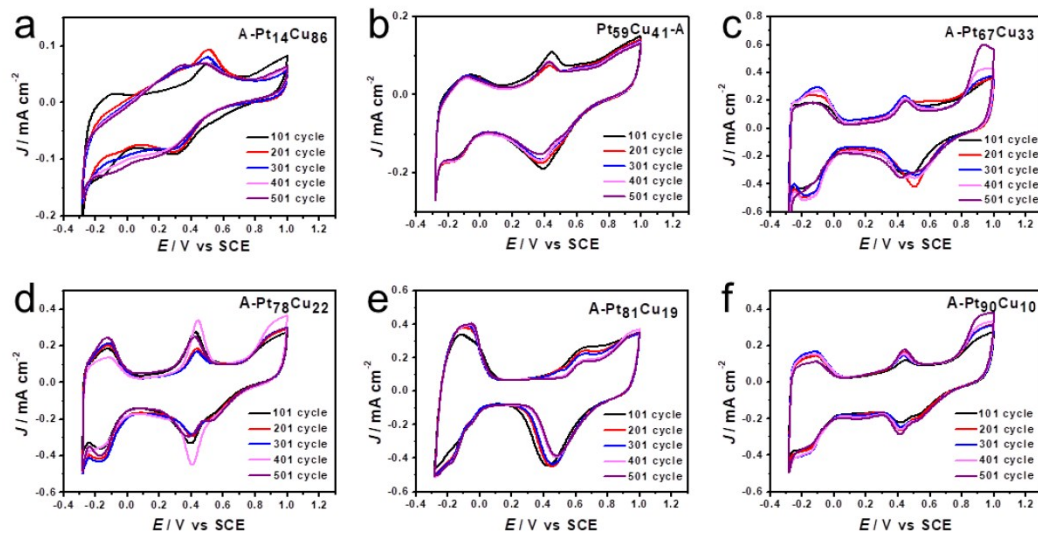 a
A-Pt14Cu86
J / mA cm-2
0.1
0.0
-0.1
-0.2
101 cycle
201 cycle
301 cycle
401 cycle
501 cycle
-0.4 -0.2 0.0 0.2 0.4 0.6 0.8 1.0 1.2
E / V vs SCE
b
Pt59Cu41-A
J / mA cm-2
0.2
0.0
-0.2
101 cycle
201 cycle
301 cycle
401 cycle
501 cycle
-0.4 -0.2 0.0 0.2 0.4 0.6 0.8 1.0 1.2
E / V vs SCE
c
A-Pt67Cu33
J / mA cm-2
0.6
0.4
0.2
0.0
-0.2
-0.4
-0.6
101 cycle
201 cycle
301 cycle
401 cycle
501 cycle
-0.4 -0.2 0.0 0.2 0.4 0.6 0.8 1.0 1.2
E / V vs SCE
d
A-Pt78Cu22
J / mA cm-2
0.4
0.2
0.0
-0.2
-0.4
-0.6
101 cycle
201 cycle
301 cycle
401 cycle
501 cycle
-0.4 -0.2 0.0 0.2 0.4 0.6 0.8 1.0 1.2
E / V vs SCE
e
A-Pt81Cu19
J / mA cm-2
0.6
0.4
0.2
0.0
-0.2
-0.4
-0.6
101 cycle
201 cycle
301 cycle
401 cycle
501 cycle
-0.4 -0.2 0.0 0.2 0.4 0.6 0.8 1.0 1.2
E / V vs SCE
f
A-Pt90Cu10
J / mA cm-2
0.4
0.2
0.0
-0.2
-0.4
-0.6
101 cycle
201 cycle
301 cycle
401 cycle
501 cycle
-0.4 -0.2 0.0 0.2 0.4 0.6 0.8 1.0 1.2
E / V vs SCE